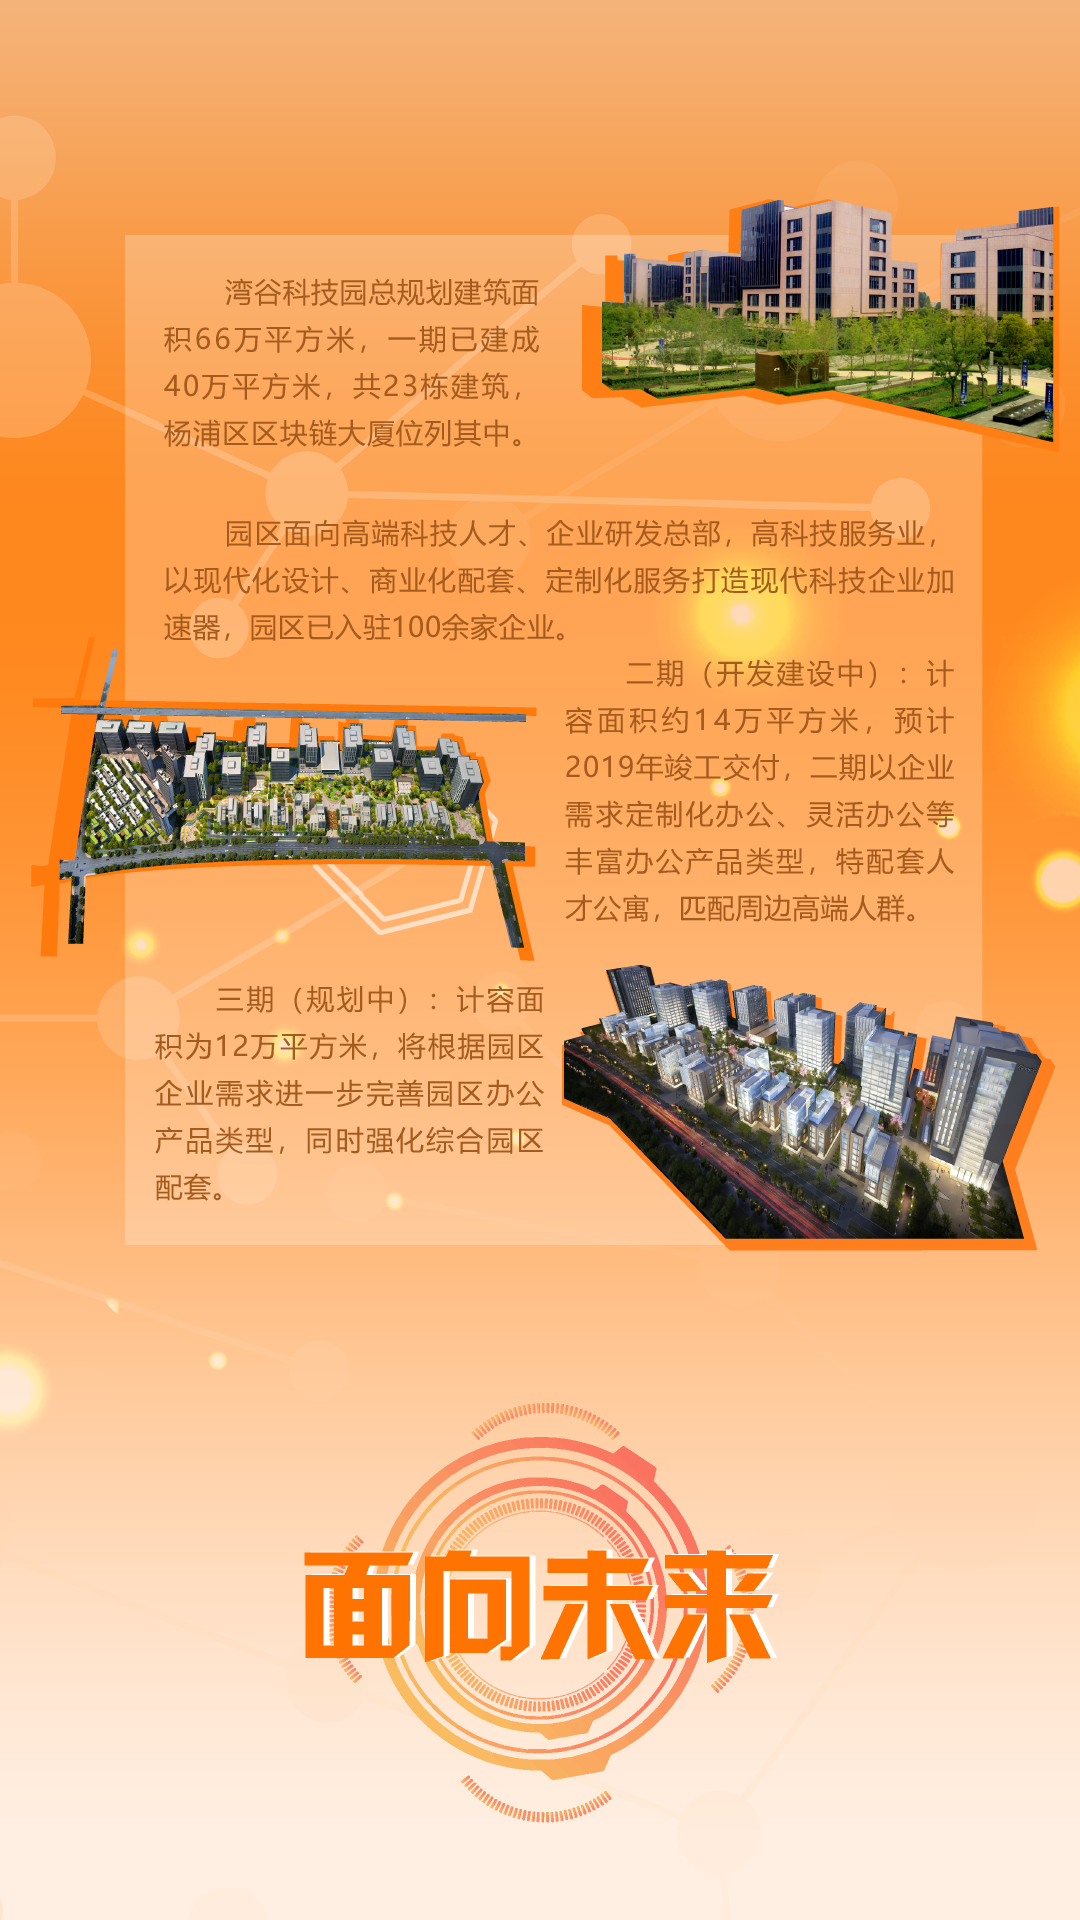 湾谷科技园总规划建筑面
积66万平方米，一期已建成
40万平方米，共23栋建筑，
杨浦区区块链大厦位列其中。
园区面向高端科技人才、企业研发总部，高科技服务业，
以现代化设计、商业化配套、定制化服务打造现代科技企业加
速器，园区已入驻100余家企业。
二期（开发建设中）：计
容面积约14万平方米，预计
2019年竣工交付，二期以企业
需求定制化办公、灵活办公等
丰富办公产品类型，特配套人
才公寓，匹配周边高端人群。
三期（规划中）：计容面
积为12万平方米，将根据园区
企业需求进一步完善园区办公
产品类型，同时强化综合园区
配套。
面向未来